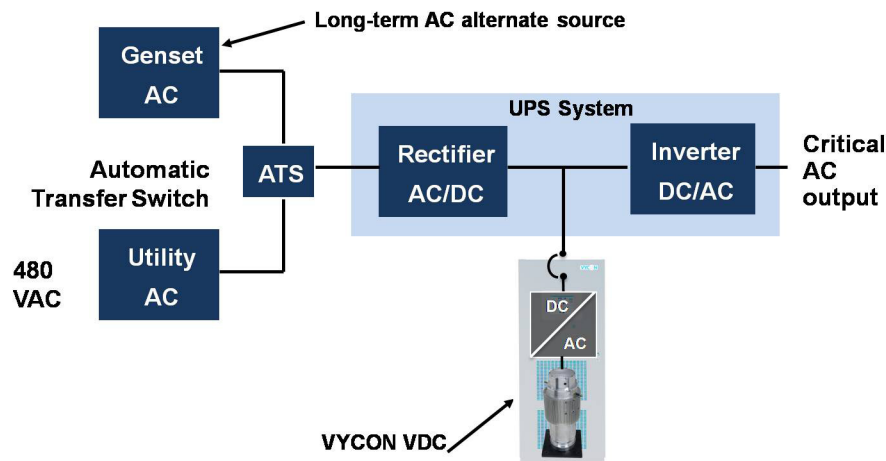 Long-term AC alternate source
Genset
AC
UPS System
Automatic
Transfer Switch
ATS
Rectifier
AC/DC
Inverter
DC/AC
Critical
AC
output
480
VAC
Utility
AC
DC
AC
VYCON VDC